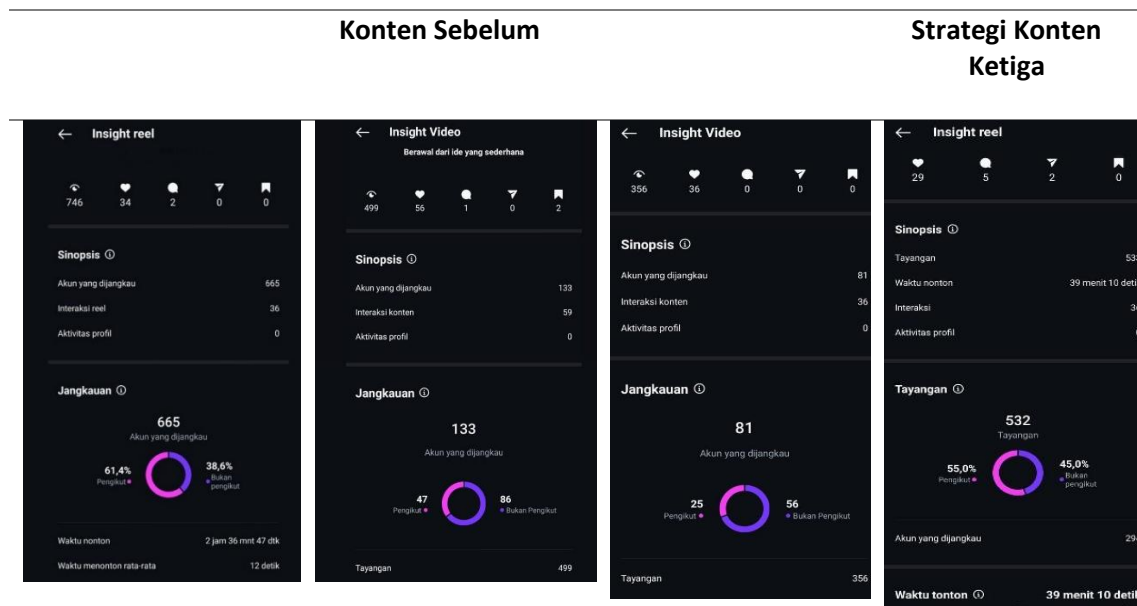 Konten Sebelum
Strategi Konten
Ketiga
← Insight reel
746 34 2 0 0
Sinopsis
Akun yang dijangkau 665
Interaksi reel 36
Aktivitas profil 0
Jangkauan
665
Akun yang dijangkau
61,4%
Pengikut
38,6%
Bukan
pengikut
Waktu nonton 2 jam 36 mnt 47 dtk
Waktu menonton rata-rata 12 detik
← Insight Video
Berawal dari ide yang sederhana
499 56 1 0 2
Sinopsis
Akun yang dijangkau 133
Interaksi konten 59
Aktivitas profil 0
Jangkauan
133
Akun yang dijangkau
47
Pengikut
86
Bukan Pengikut
Tayangan 499
← Insight Video
356 36 0 0 0
Sinopsis
Akun yang dijangkau 81
Interaksi konten 36
Aktivitas profil 0
Jangkauan
81
Akun yang dijangkau
25
Pengikut
56
Bukan Pengikut
Tayangan 356
← Insight reel
29 5 2 0
Sinopsis
Tayangan
Waktu nonton 39 menit 10 deti
Interaksi
Aktivitas profil
Tayangan
532
Tayangan
55,0%
Pengikut
45,0%
Bukan
pengikut
Akun yang dijangkau
Waktu tonton 39 menit 10 detik